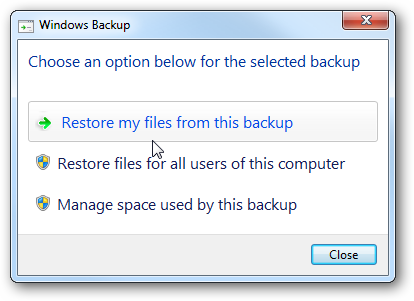 Windows Backup
Choose an option below for the selected backup
Restore my files from this backup
Restore files for all users of this computer
Manage space used by this backup
Close